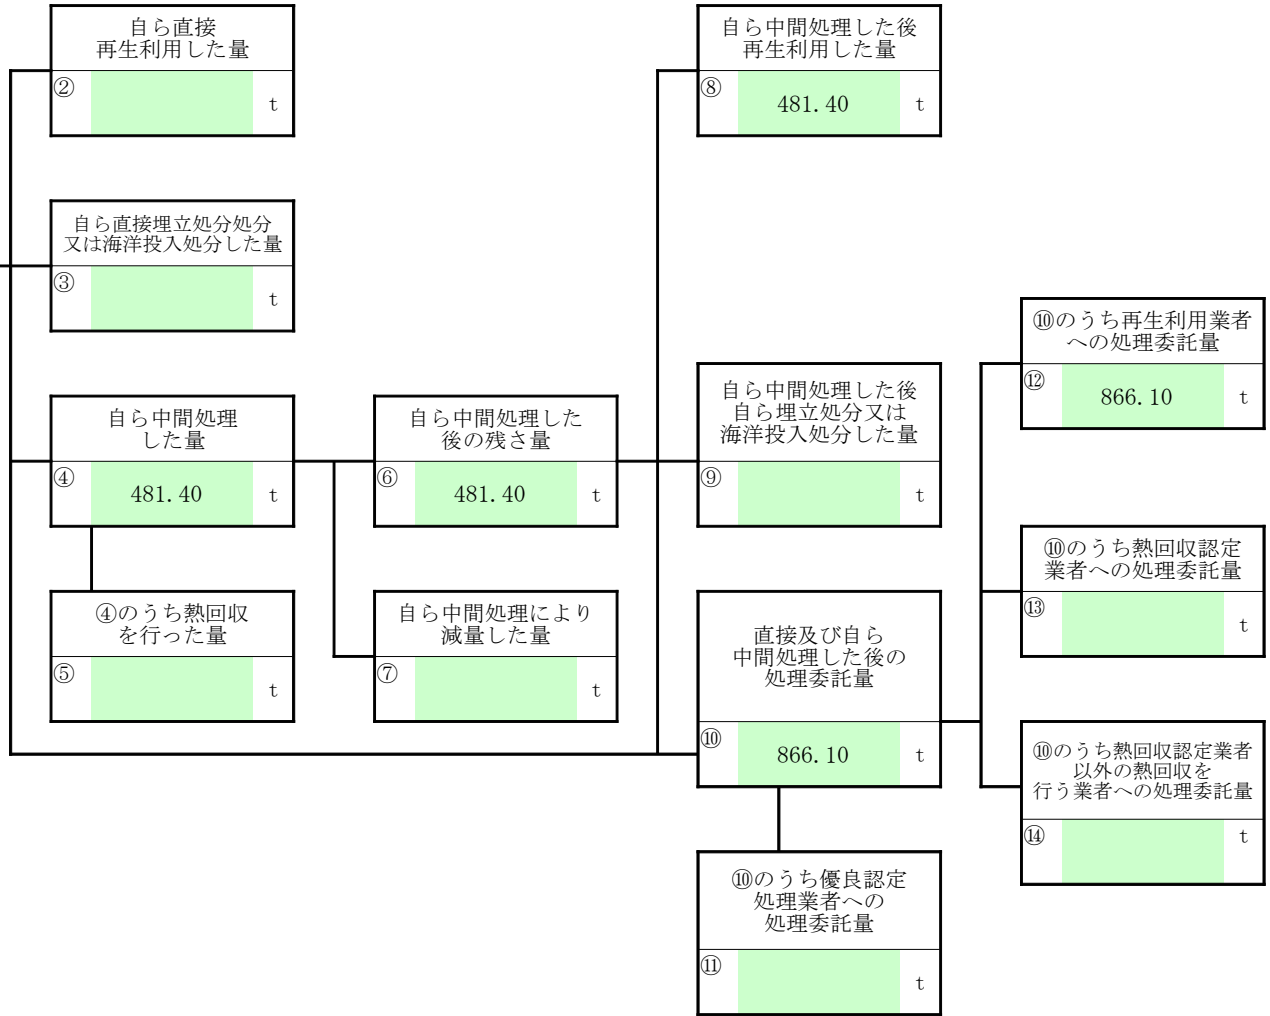 自ら直接
再生利用した量
② t
自ら中間処理した後
再生利用した量
⑧ 481.40 t
自ら直接埋立処分処分
又は海洋投入処分した量
③ t
⑩のうち再生利用業者
への処理委託量
⑫ 866.10 t
自ら中間処理
した量
④ 481.40 t
自ら中間処理した
後の残さ量
⑥ 481.40 t
自ら中間処理した後
自ら埋立処分又は
海洋投入処分した量
⑨ t
⑩のうち熱回収認定
業者への処理委託量
⑬ t
④のうち熱回収
を行った量
⑤ t
自ら中間処理により
減量した量
⑦ t
直接及び自ら
中間処理した後の
処理委託量
⑩ 866.10 t
⑩のうち熱回収認定業者
以外の熱回収を
行う業者への処理委託量
⑭ t
⑩のうち優良認定
処理業者への
処理委託量
⑪ t